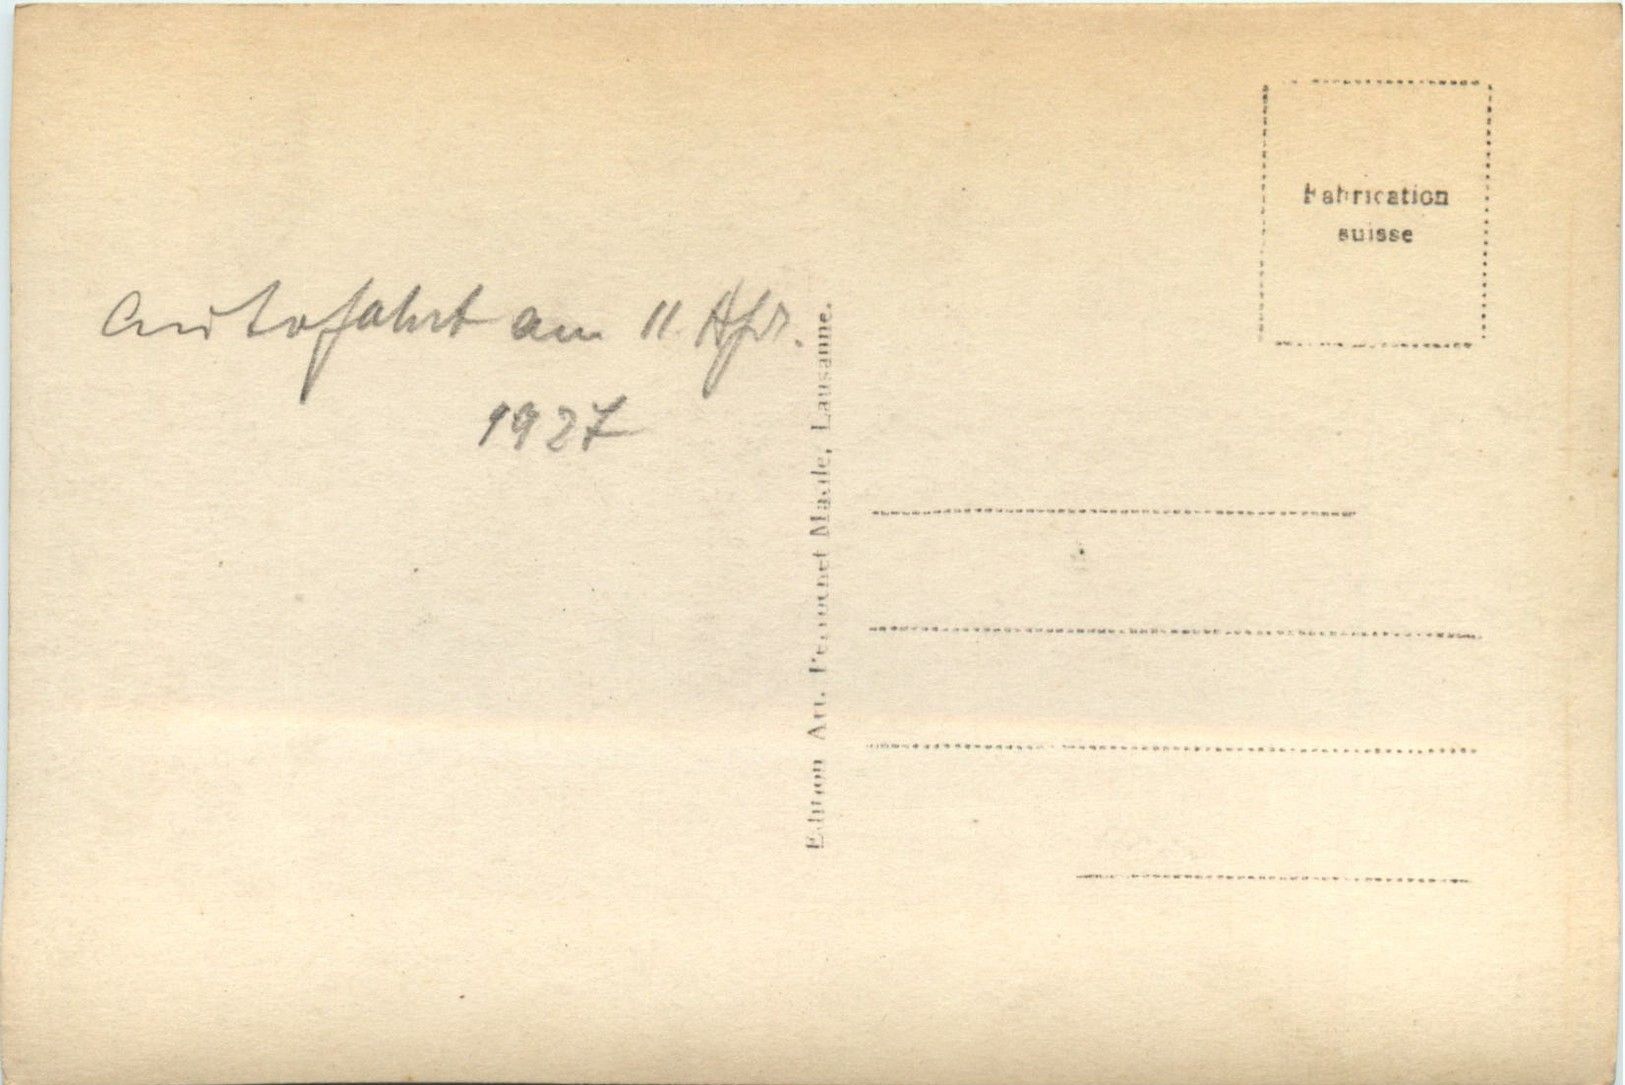 Autofahrt am 11. Apr.
1927
Fabrication
suisse
Edition Art. Perrochet Matile, Lausanne.